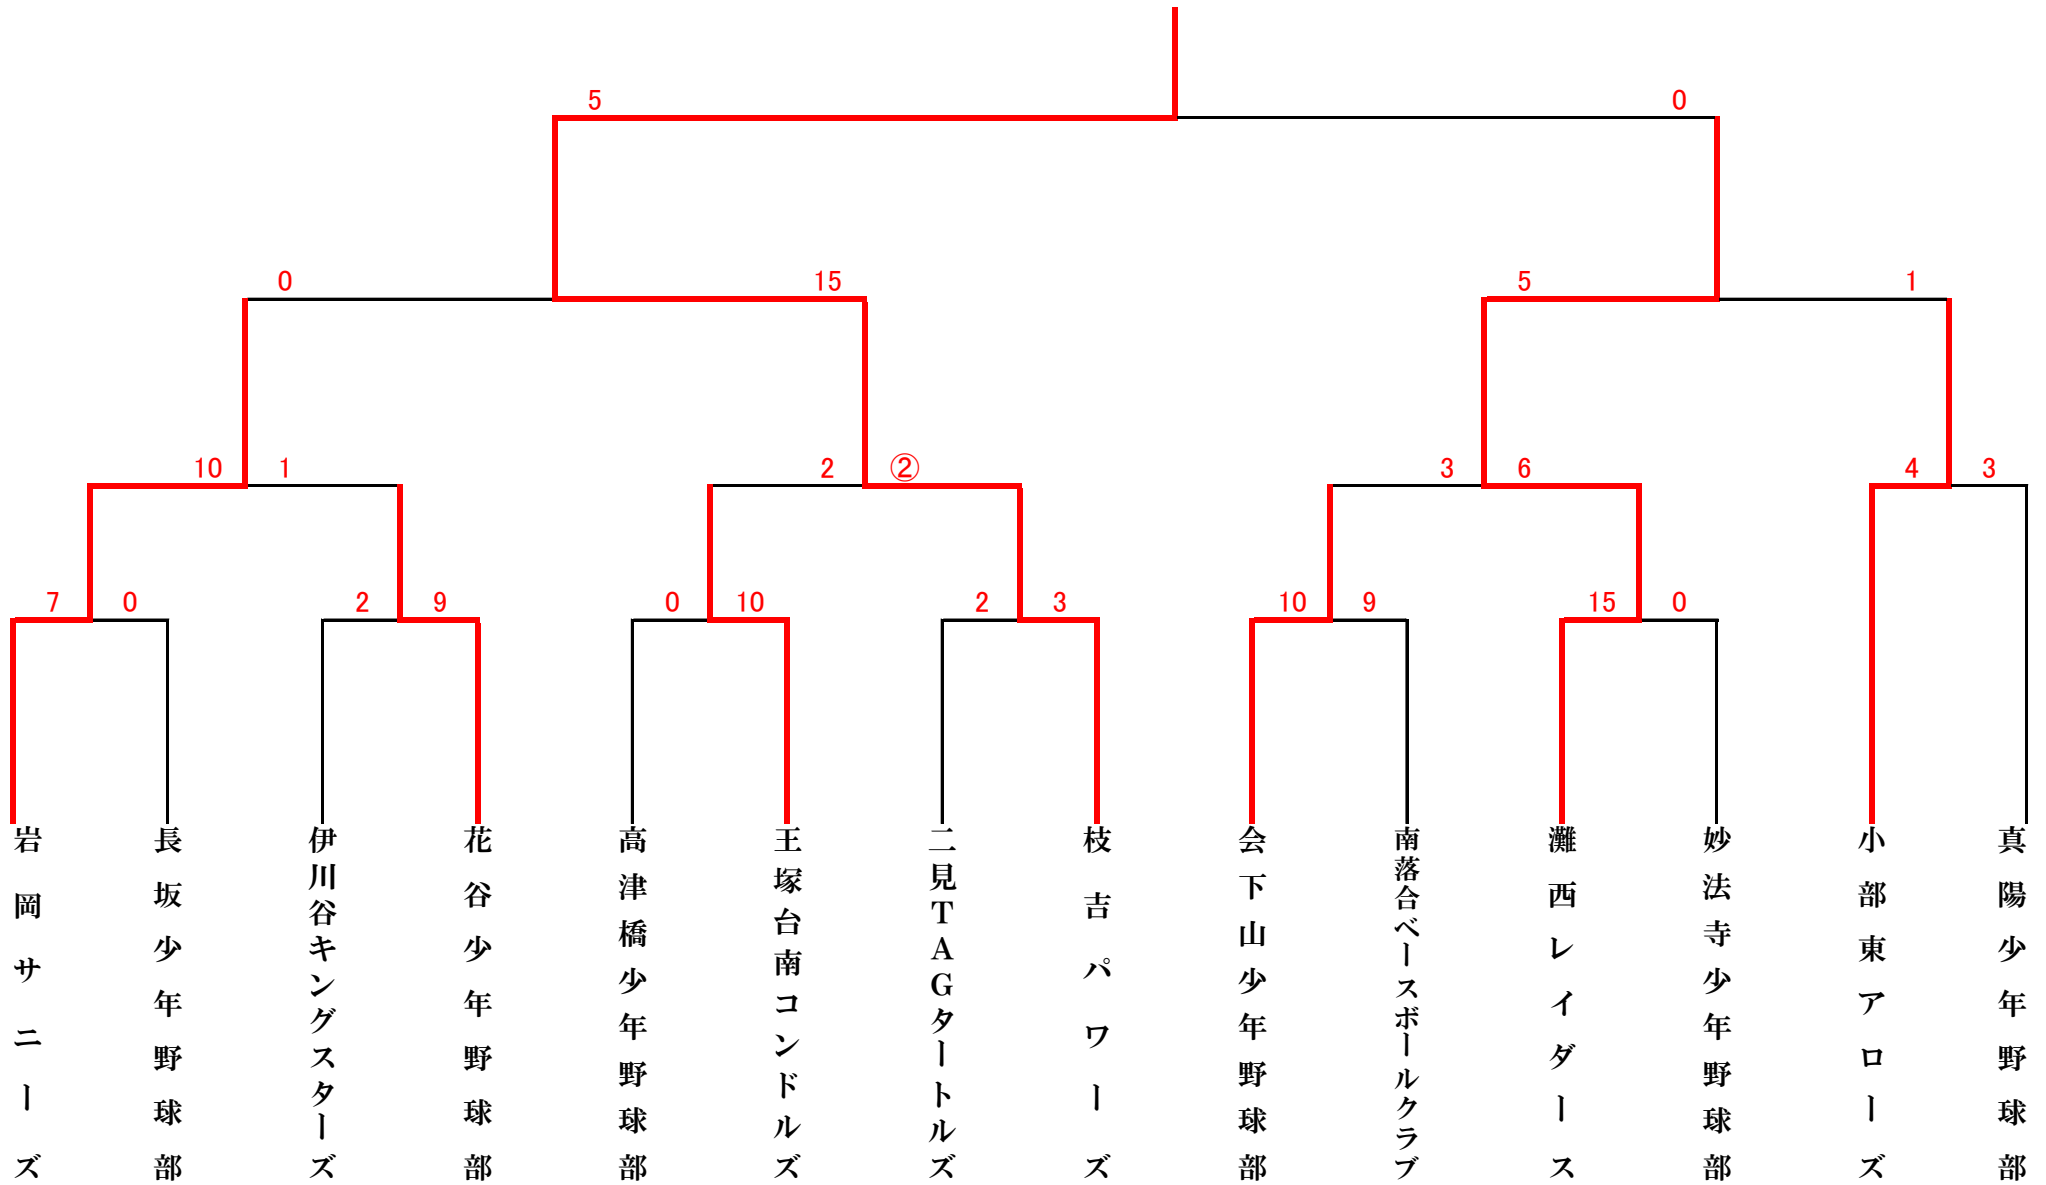 5 0
0 15 5 1
10 1 2 ② 3 6 4 3
7 0 2 9 0 10 2 3 10 9 15 0
岩岡サニーズ
長坂少年野球部
伊川谷キングスターズ
花谷少年野球部
高津橋少年野球部
王塚台南コンドルズ
二見TAGタートルズ
枝吉パワーズ
会下山少年野球部
南落合ベースボールクラブ
灘西レイダース
妙法寺少年野球部
小部東アローズ
真陽少年野球部